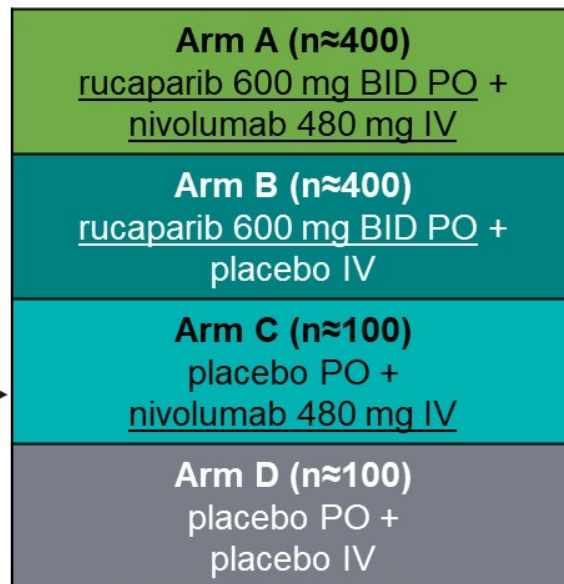 Arm A (n≈400)
rucaparib 600 mg BID PO +
nivolumab 480 mg IV
Arm B (n≈400)
rucaparib 600 mg BID PO +
placebo IV
Arm C (n≈100)
placebo PO +
nivolumab 480 mg IV
Arm D (n≈100)
placebo PO +
placebo IV